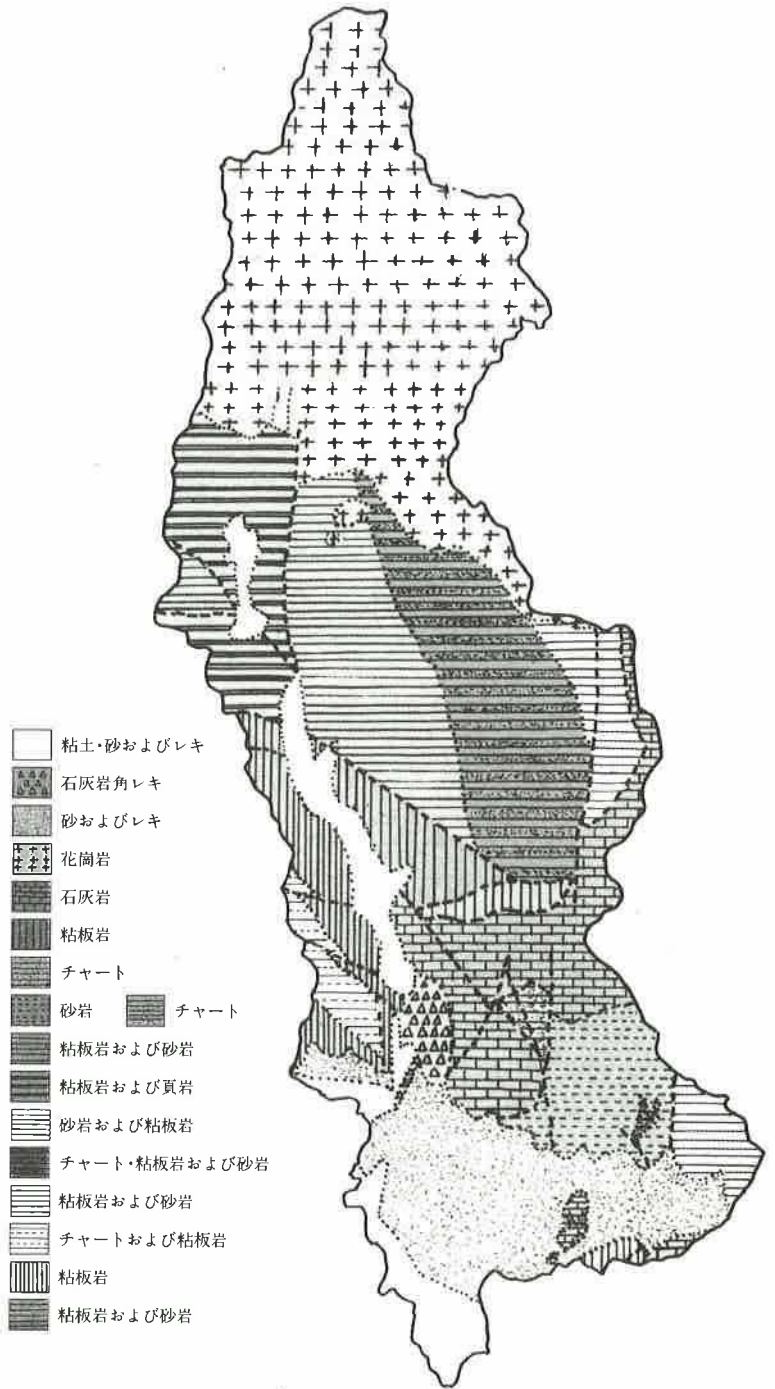 粘土・砂およびレキ
石灰岩角レキ
砂およびレキ
花崗岩
石灰岩
粘板岩
チャート
砂岩 チャート
粘板岩および砂岩
粘板岩および頁岩
砂岩および粘板岩
チャート・粘板岩および砂岩
粘板岩および砂岩
チャートおよび粘板岩
粘板岩
粘板岩および砂岩